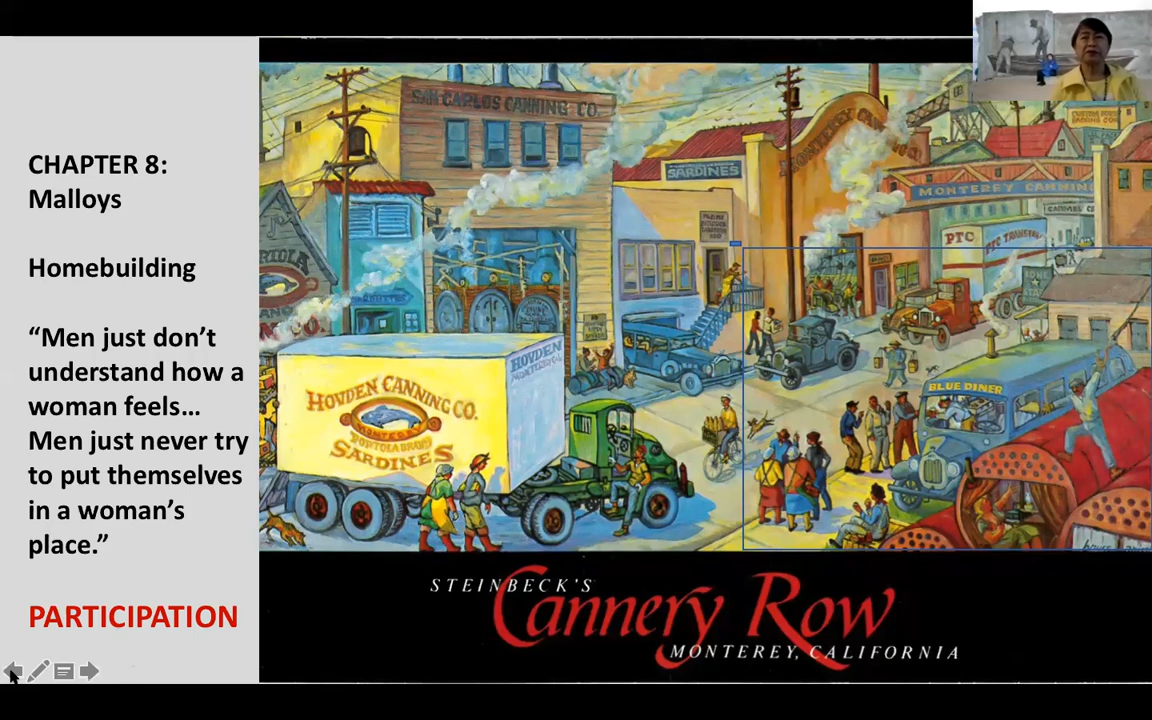 CHAPTER 8:
Malloys
Homebuilding
“Men just don’t
understand how a
woman feels...
Men just never try
to put themselves
in a woman’s
place.”
PARTICIPATION
SAN CARLOS CANNING CO.
SARDINES
MONTEREY CANNING
PTC
PTC
HOVDEN
HOVDEN CANNING CO.
SARDINES
BLUE DINER
STEINBECK'S
Cannery Row
MONTEREY, CALIFORNIA